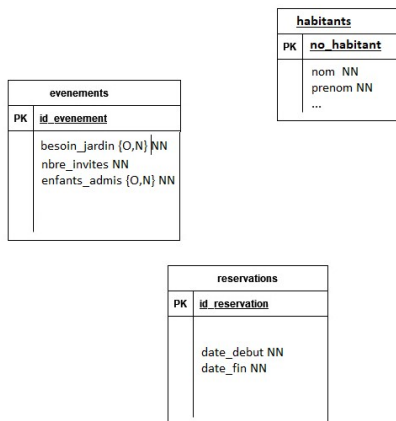 habitants
PK no_habitant
nom NN
prenom NN
...
evenements
PK id_evenement
besoin_jardin {O,N} NN
nbre_invites NN
enfants_admis {O,N} NN
reservations
PK id_reservation
date_debut NN
date_fin NN